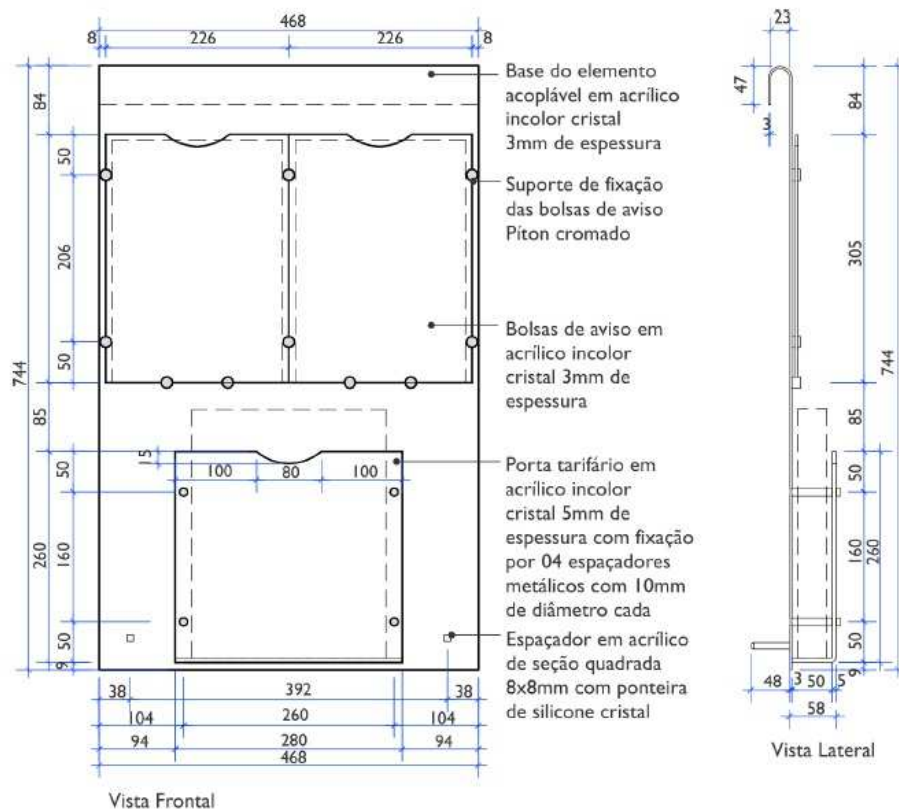 468
8
226
226
8
84
50
206
50
744
85
50
260
160
50
9
15
100
80
100
38
392
38
104
260
104
94
280
94
468
Vista Frontal
Base do elemento
acoplável em acrílico
incolor cristal
3mm de espessura
Suporte de fixação
das bolsas de aviso
Píton cromado
Bolsas de aviso em
acrílico incolor
cristal 3mm de
espessura
Porta tarifário em
acrílico incolor
cristal 5mm de
espessura com fixação
por 04 espaçadores
metálicos com 10mm
de diâmetro cada
Espaçador em acrílico
de seção quadrada
8x8mm com ponteira
de silicone cristal
23
47
3
84
305
744
85
50
160
260
50
9
48
3
50
5
58
Vista Lateral